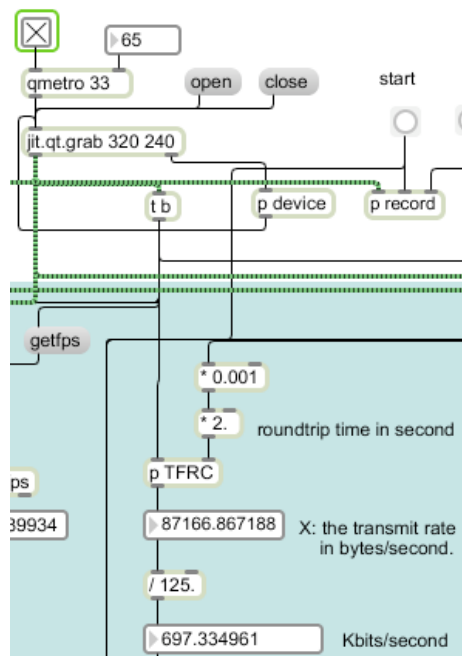 65
qmetro 33
open
close
start
jit.qt.grab 320 240
t b
p device
p record
getfps
* 0.001
* 2.
roundtrip time in second
p TFRC
ps
39934
87166.867188
X: the transmit rate
in bytes/second.
/ 125.
697.334961
Kbits/second